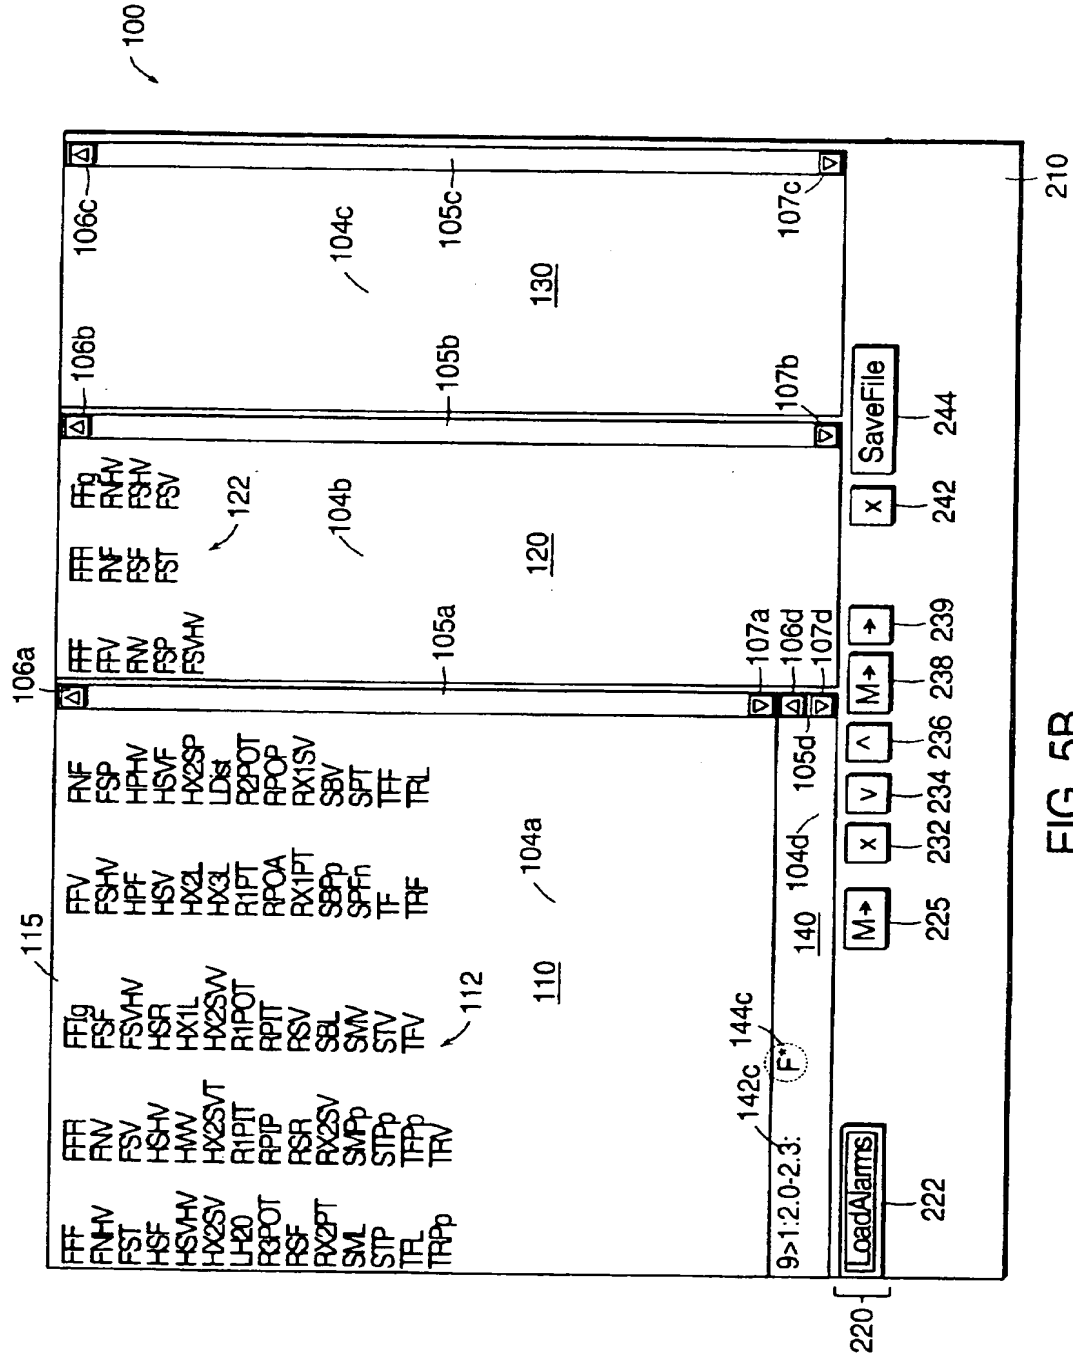 100
115
106a
106b
106c
FFF FFR FFIg FFV FNF
FNHV FNV FSF FSHV FSP
FST FSV FSVHV HPF HPHV
HSF HSHV HSR HSV HSVF
HSVHV HWV HX1L HX2L HX2SP
HX2SV HX2SVT HX2SVV HX3L LDist
LH20 R1PIT R1POT R1PT R2POT
R3POT RPIP RPIT RPOA RPOP
RSF RSR RSV RX1PT RX1SV
RX2PT RX2SV SBL SBPp SBV
SML SMPp SMV SPFn SPT
STP STPp STV TF TFF
TFL TFPp TFV TRF TRL
TRPp TRV
112
104a
110
105a
FFF FFR FFIg
FFV FNF FNHV
FNV FSF FSHV
FSP FST FSV
FSVHV
122
104b
120
105b
104c
130
105c
142c
144c
107a
106d
107d
107b
107c
9>1:2.0-2.3: F*
140
104d
105d
LoadAlarms M→ x v ^ M→ → x SaveFile
220
222 225 232 234 236 238 239 242 244
210
FIG. 5B